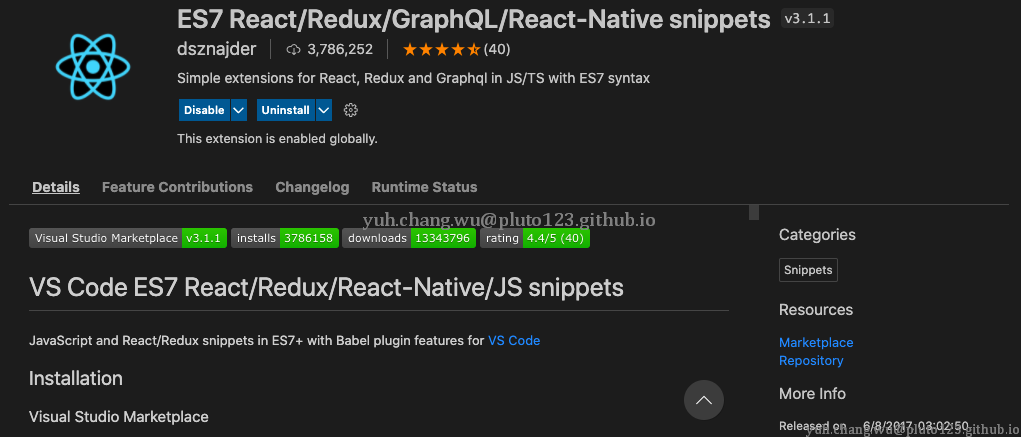 ES7 React/Redux/GraphQL/React-Native snippets v3.1.1
dsznajder 3,786,252 (40)
Simple extensions for React, Redux and Graphql in JS/TS with ES7 syntax
Disable Uninstall
This extension is enabled globally.
Details Feature Contributions Changelog Runtime Status
yuh.chang.wu@pluto123.github.io
Visual Studio Marketplace v3.1.1 installs 3786158 downloads 13343796 rating 4.4/5 (40)
VS Code ES7 React/Redux/React-Native/JS snippets
JavaScript and React/Redux snippets in ES7+ with Babel plugin features for VS Code
Installation
Visual Studio Marketplace
Categories
Snippets
Resources
Marketplace
Repository
More Info
Released on 6/8/2017, 03:02:50
yuh.chang.wu@pluto123.github.io